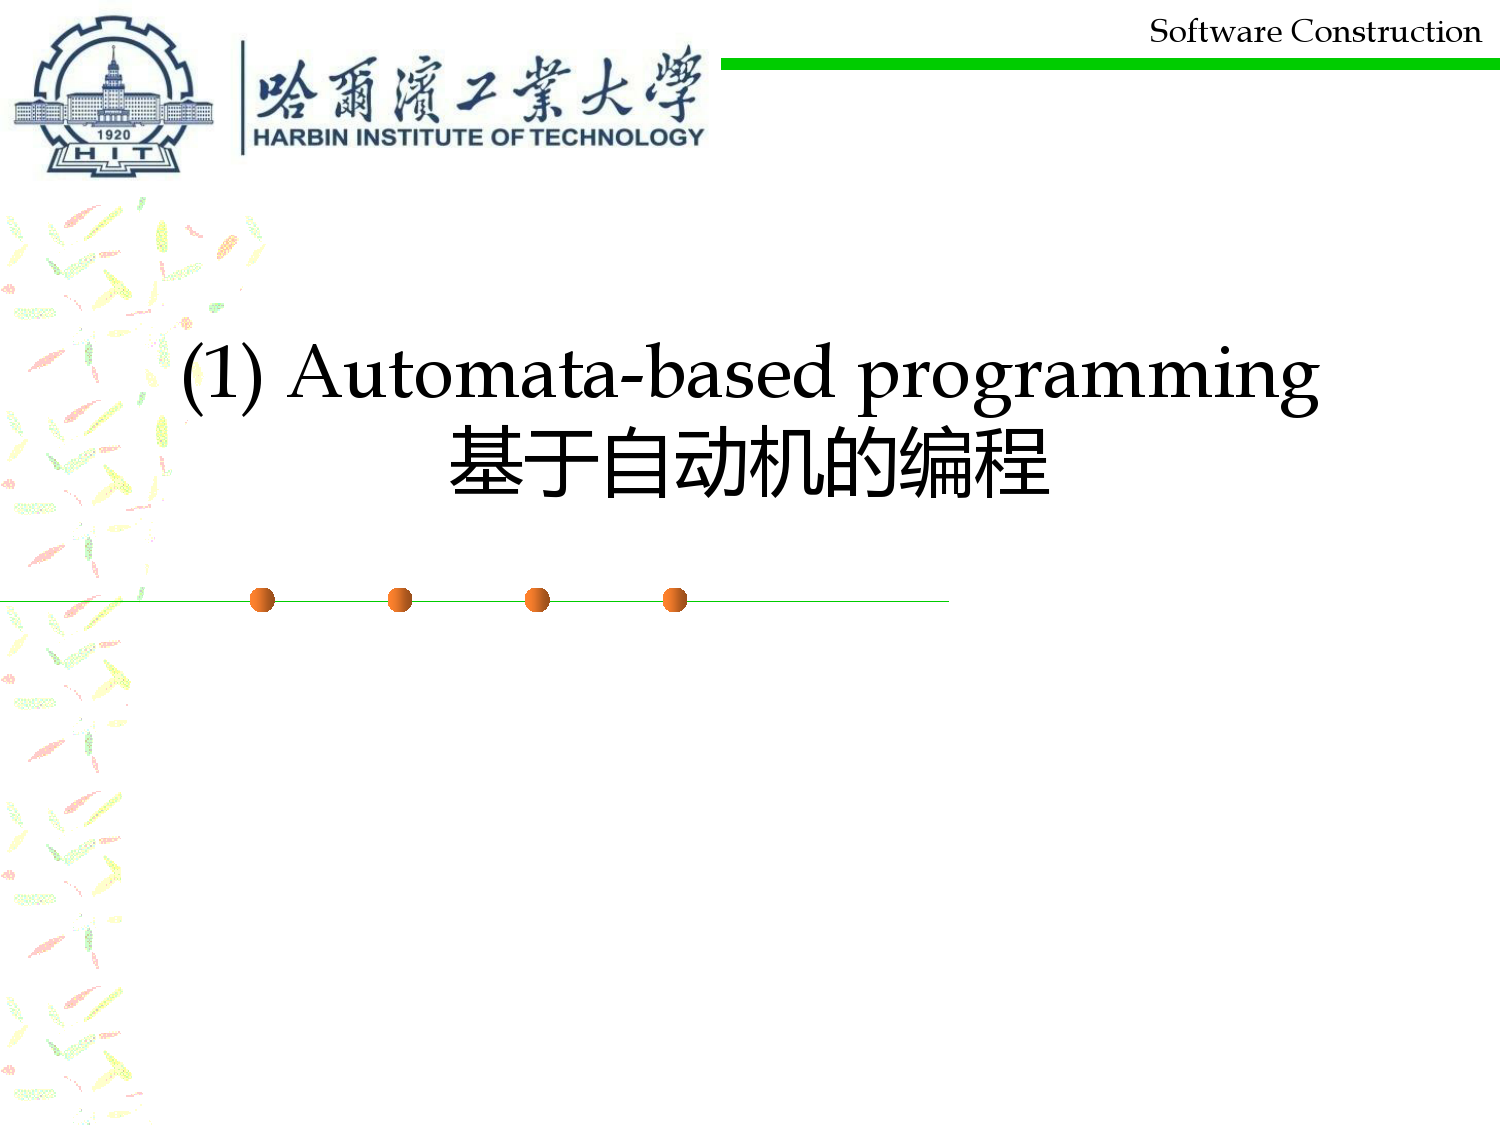 Software Construction
哈爾濱工業大學
HARBIN INSTITUTE OF TECHNOLOGY
1920
HIT
(1) Automata-based programming
基于自动机的编程